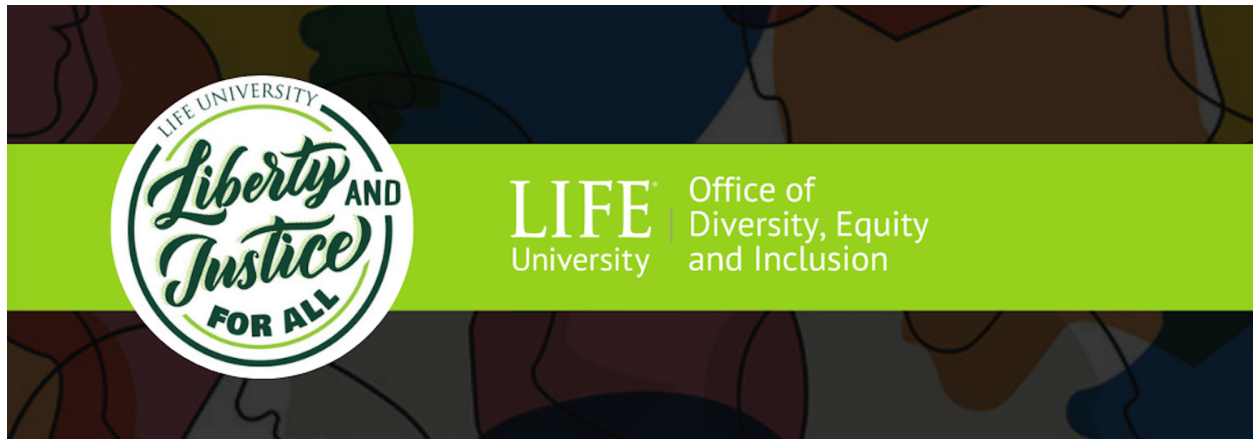 LIFE UNIVERSITY
Liberty AND
Justice
FOR ALL
LIFE®
University
Office of
Diversity, Equity
and Inclusion